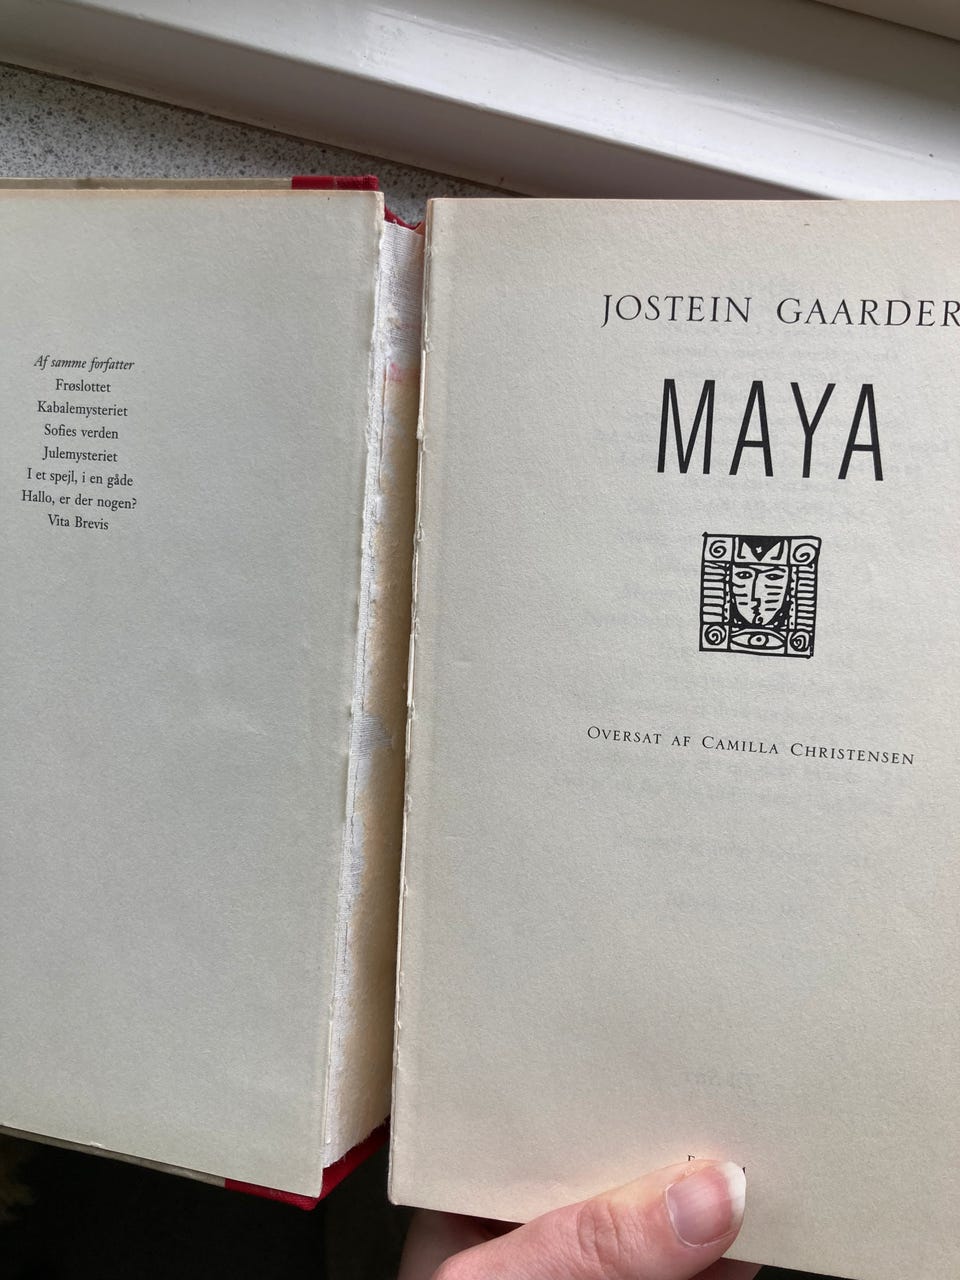 Af samme forfatter
Frøslottet
Kabalemysteriet
Sofies verden
Julemysteriet
I et spejl, i en gåde
Hallo, er der nogen?
Vita Brevis
JOSTEIN GAARDER
MAYA
OVERSAT AF CAMILLA CHRISTENSEN